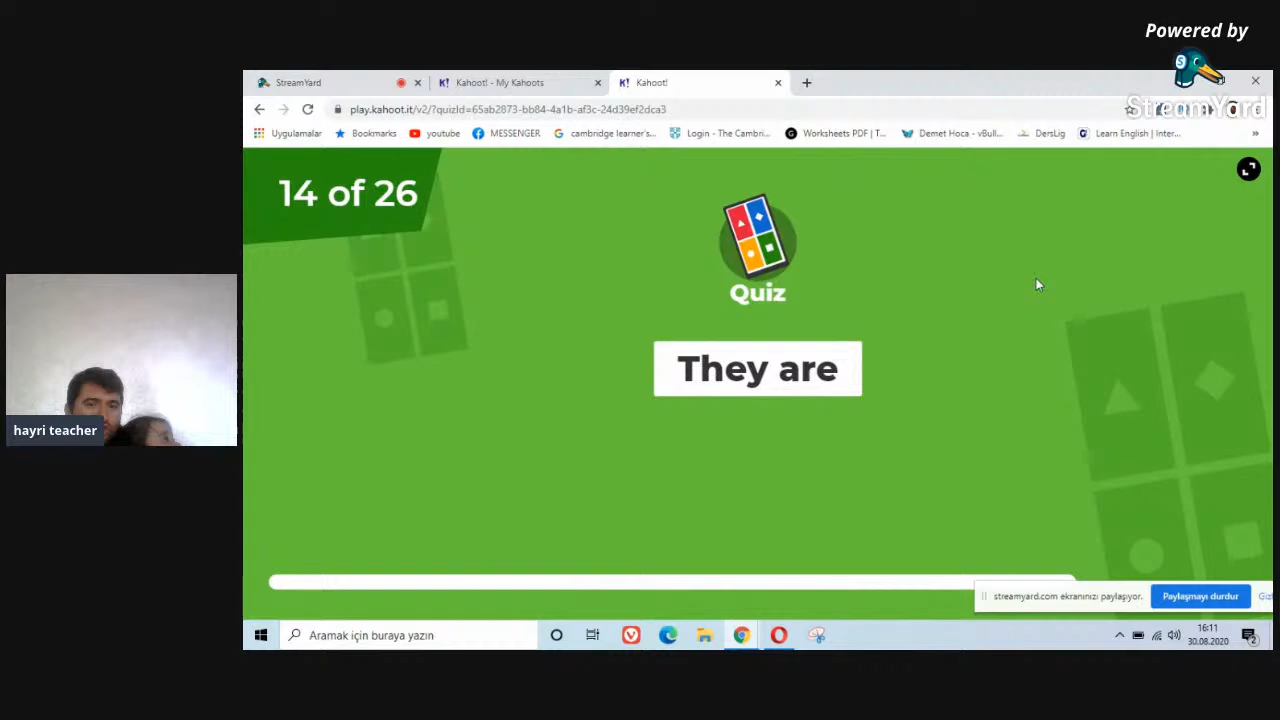 Powered by
StreamYard
StreamYard
Kahoot! - My Kahoots
Kahoot!
play.kahoot.it/v2/?quizId=65ab2873-bb84-4a1b-af3c-24d39ef2dca3
Uygulamalar
Bookmarks
youtube
MESSENGER
cambridge learner's...
Login - The Cambri...
Worksheets PDF | T...
Demet Hoca - vBull...
DersLig
Learn English | Inter...
14 of 26
Quiz
They are
hayri teacher
streamyard.com ekranınızı paylaşıyor.
Paylaşmayı durdur
Aramak için buraya yazın
16:11
30.08.2020
2